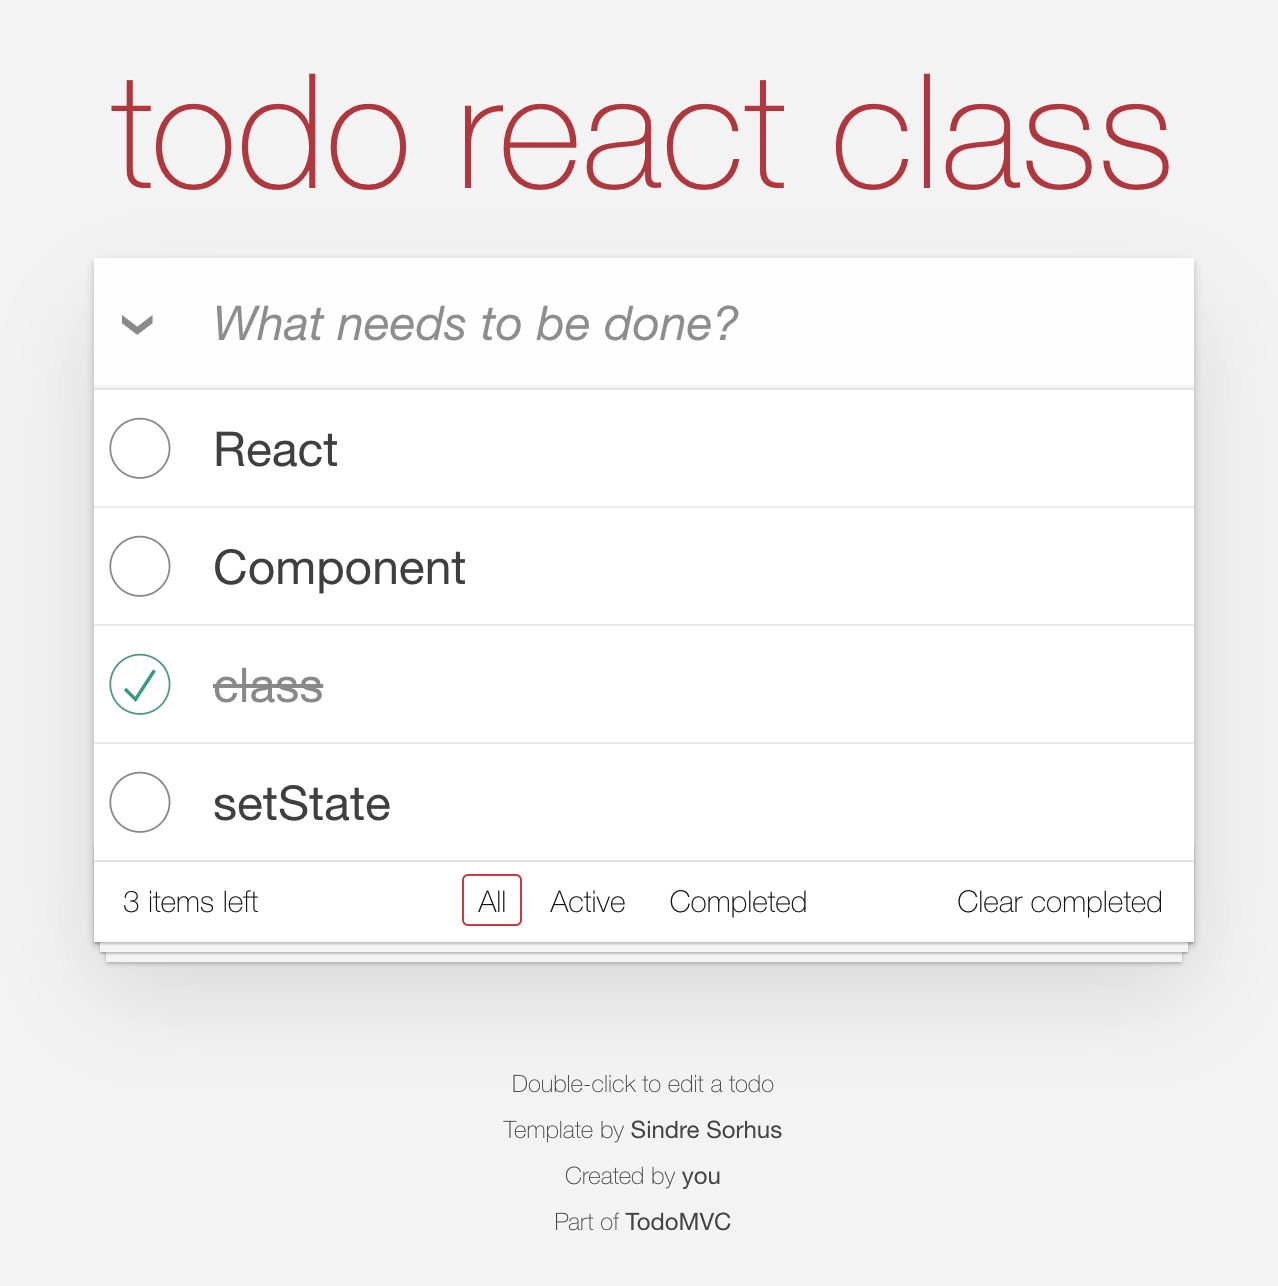 todo react class
What needs to be done?
React
Component
class
setState
3 items left All Active Completed Clear completed
Double-click to edit a todo
Template by Sindre Sorhus
Created by you
Part of TodoMVC